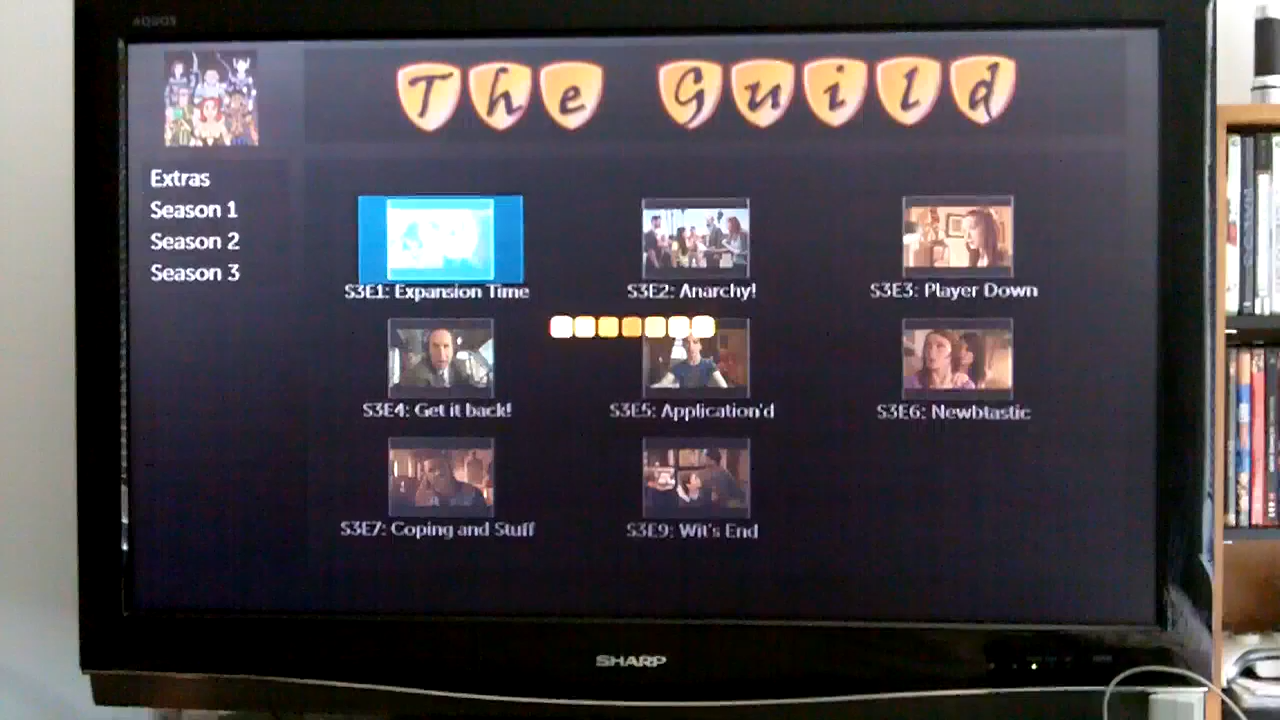 AQUOS
The Guild
Extras
Season 1
Season 2
Season 3
S3E1: Expansion Time
S3E2: Anarchy!
S3E3: Player Down
S3E4: Get it back!
S3E5: Application'd
S3E6: Newbtastic
S3E7: Coping and Stuff
S3E9: Wit's End
SHARP